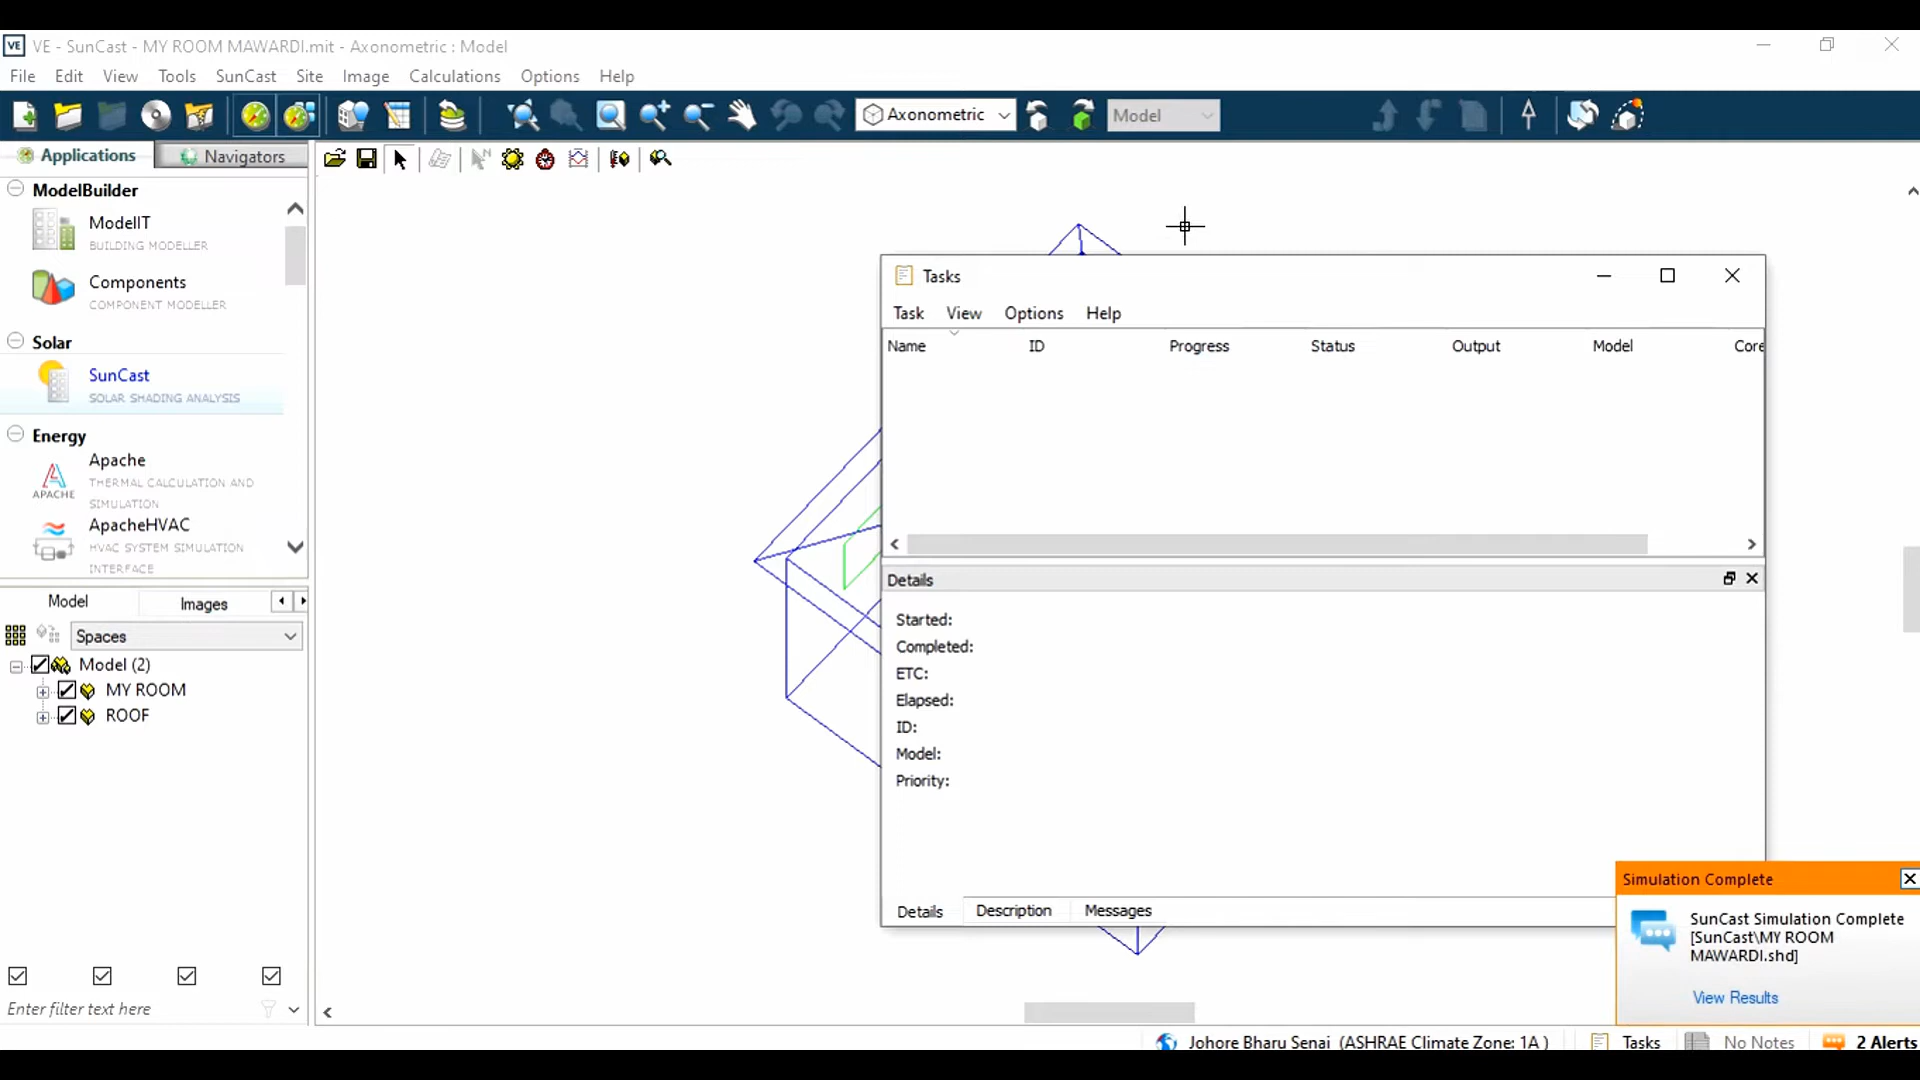 VE VE - SunCast - MY ROOM MAWARDI.mit - Axonometric : Model
File Edit View Tools SunCast Site Image Calculations Options Help
Axonometric Model
Applications Navigators
ModelBuilder
ModelIT
BUILDING MODELLER
Components
COMPONENT MODELLER
Solar
SunCast
SOLAR SHADING ANALYSIS
Energy
Apache
APACHE
THERMAL CALCULATION AND
SIMULATION
ApacheHVAC
HVAC SYSTEM SIMULATION
INTERFACE
Model Images
Spaces
Model (2)
MY ROOM
ROOF
Enter filter text here
Tasks
Task View Options Help
Name ID Progress Status Output Model Core
Details
Started:
Completed:
ETC:
Elapsed:
ID:
Model:
Priority:
Details Description Messages
Simulation Complete
SunCast Simulation Complete
[SunCast\MY ROOM
MAWARDI.shd]
View Results
Johore Bharu Senai (ASHRAE Climate Zone: 1A ) Tasks No Notes 2 Alerts